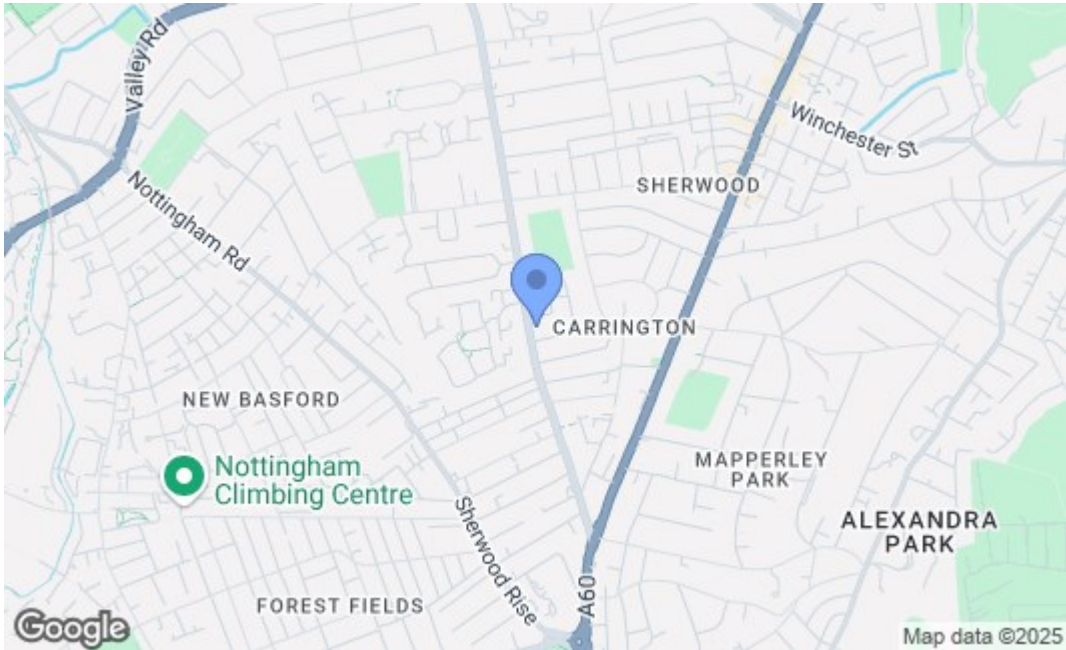 Valley Rd
Winchester St
SHERWOOD
Nottingham Rd
CARRINGTON
NEW BASFORD
MAPPERLEY
PARK
Nottingham
Climbing Centre
Sherwood Rise
ALEXANDRA
PARK
A60
FOREST FIELDS
Google
Map data ©2025